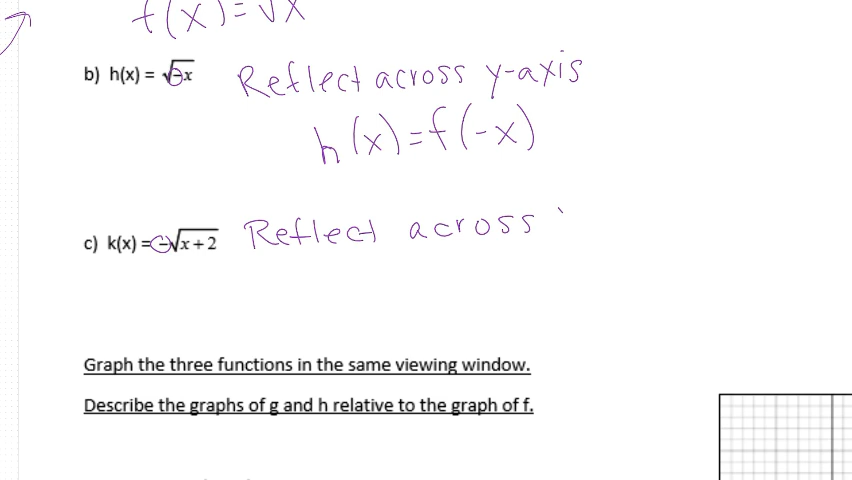 f(x)=√x
b) h(x) = √-x Reflect across y-axis
h(x)=f(-x)
c) k(x) = -√x+2 Reflect across
Graph the three functions in the same viewing window.
Describe the graphs of g and h relative to the graph of f.